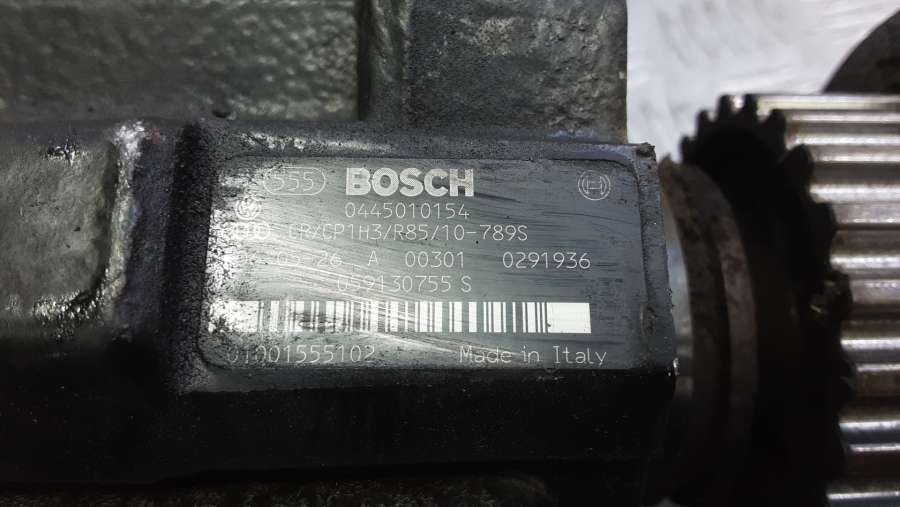 555 BOSCH
0445010154
CR/CP1H3/R85/10-789S
A 00301 0291936
059130755 S
01001555102 Made in Italy